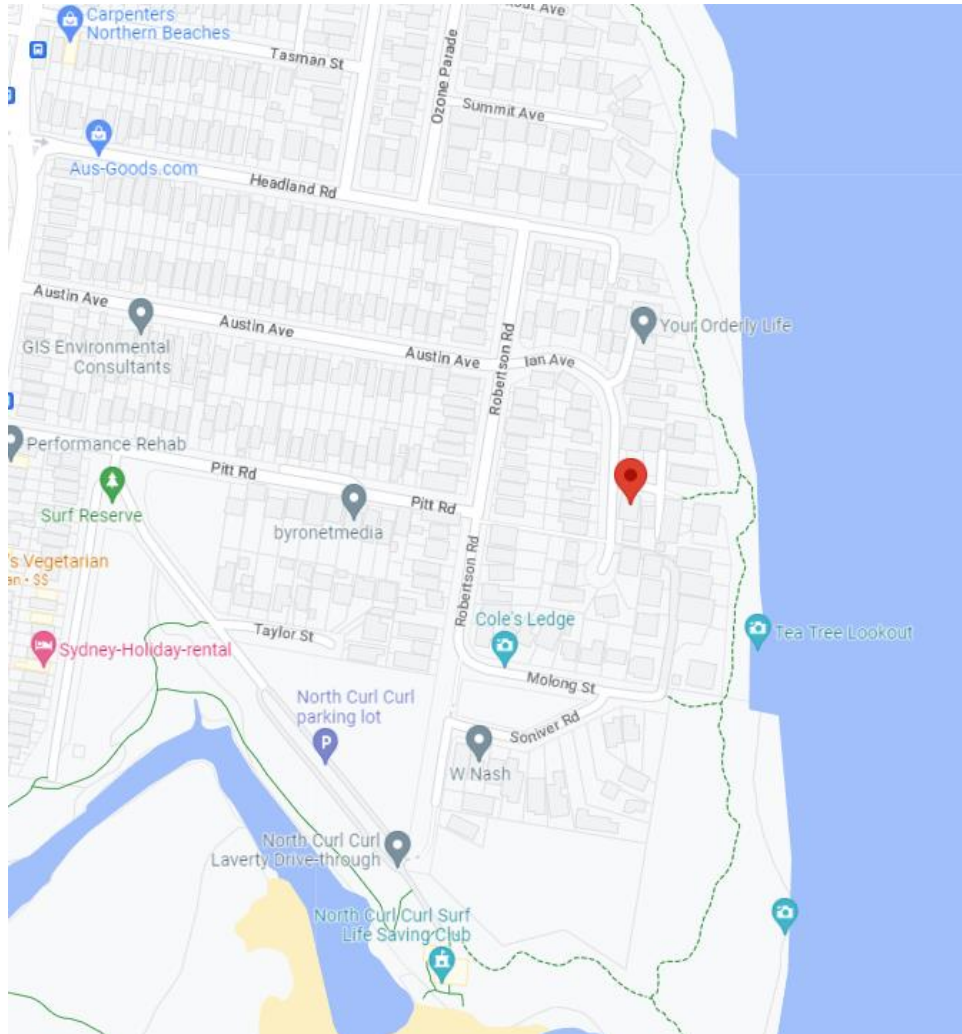 Carpenters
Northern Beaches
Tasman St
Ozone Parade
Summit Ave
Aus-Goods.com
Headland Rd
Austin Ave
Austin Ave
Austin Ave
GIS Environmental
Consultants
Your Orderly Life
Ian Ave
Robertson Rd
Performance Rehab
Pitt Rd
Pitt Rd
Surf Reserve
byronetmedia
's Vegetarian
an • $$
Robertson Rd
Taylor St
Cole's Ledge
Tea Tree Lookout
Sydney-Holiday-rental
Molong St
North Curl Curl
parking lot
P
Soniver Rd
W Nash
North Curl Curl
Laverty Drive-through
North Curl Curl Surf
Life Saving Club